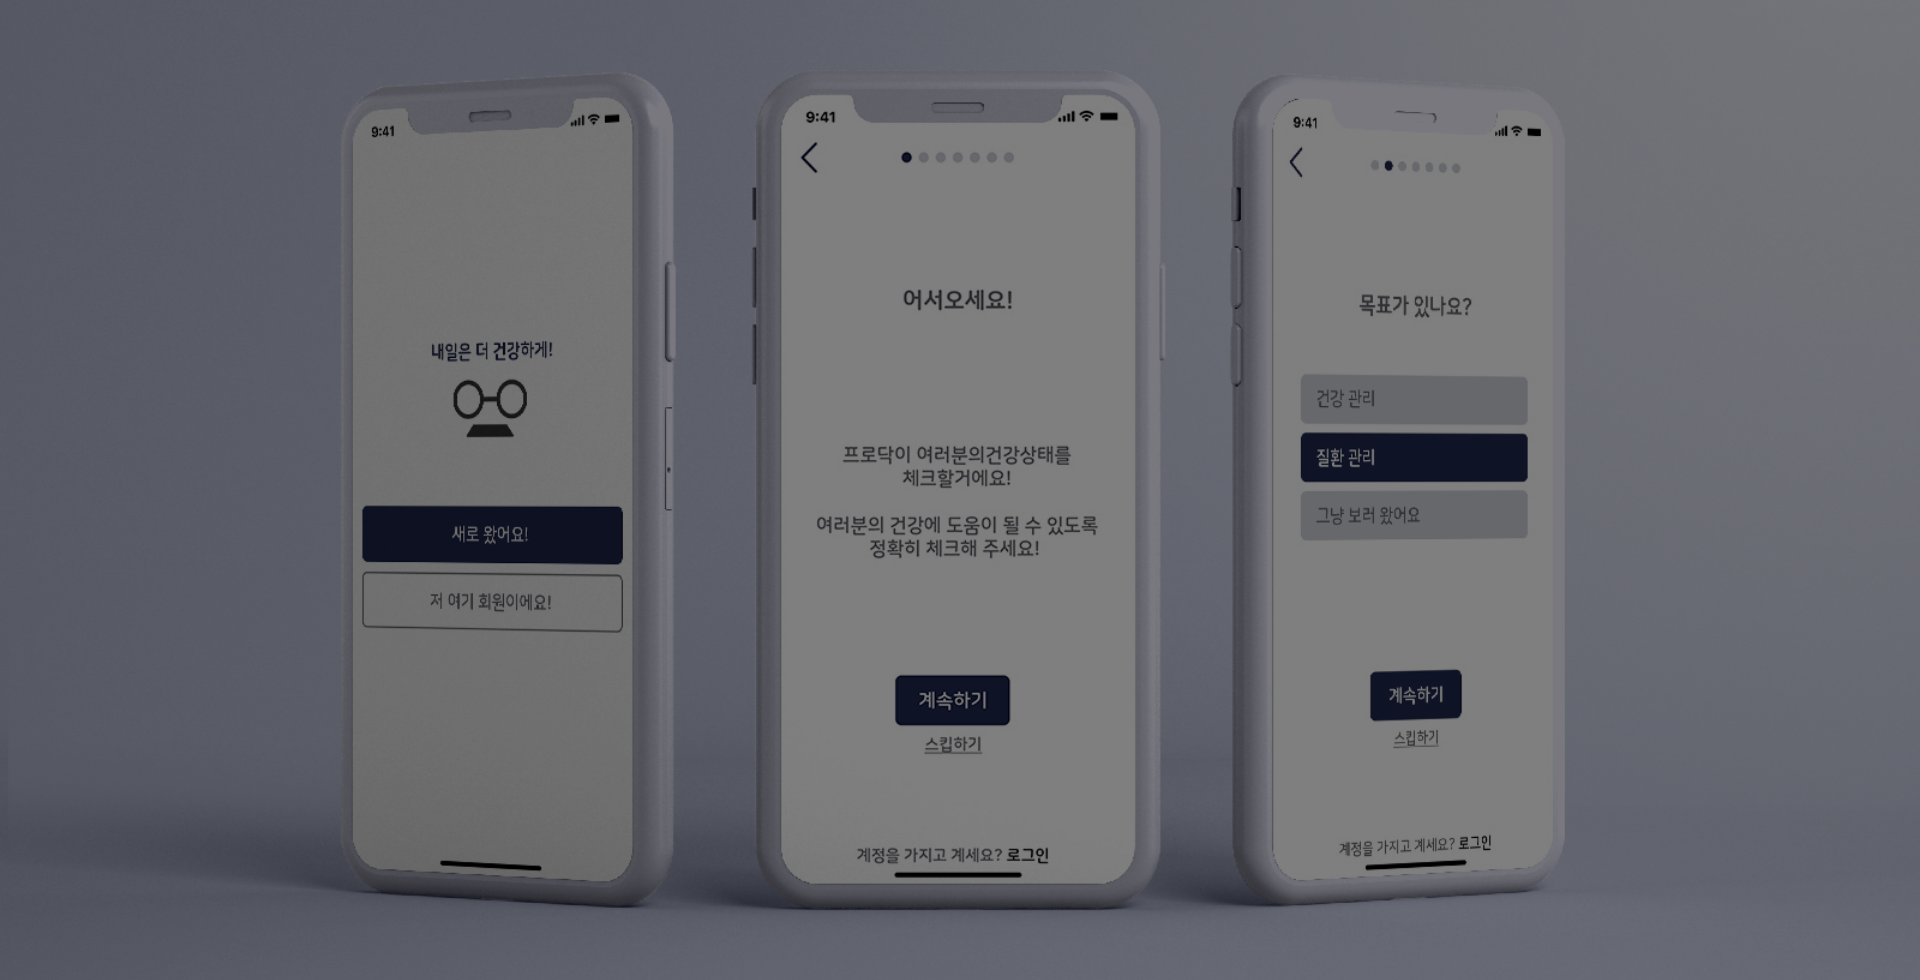 9:41
내일은 더 건강하게!
새로 왔어요!
저 여기 회원이에요!
9:41
어서오세요!
프로닥이 여러분의건강상태를
체크할거에요!
여러분의 건강에 도움이 될 수 있도록
정확히 체크해 주세요!
계속하기
스킵하기
계정을 가지고 계세요? 로그인
9:41
목표가 있나요?
건강 관리
질환 관리
그냥 보러 왔어요
계속하기
스킵하기
계정을 가지고 계세요? 로그인